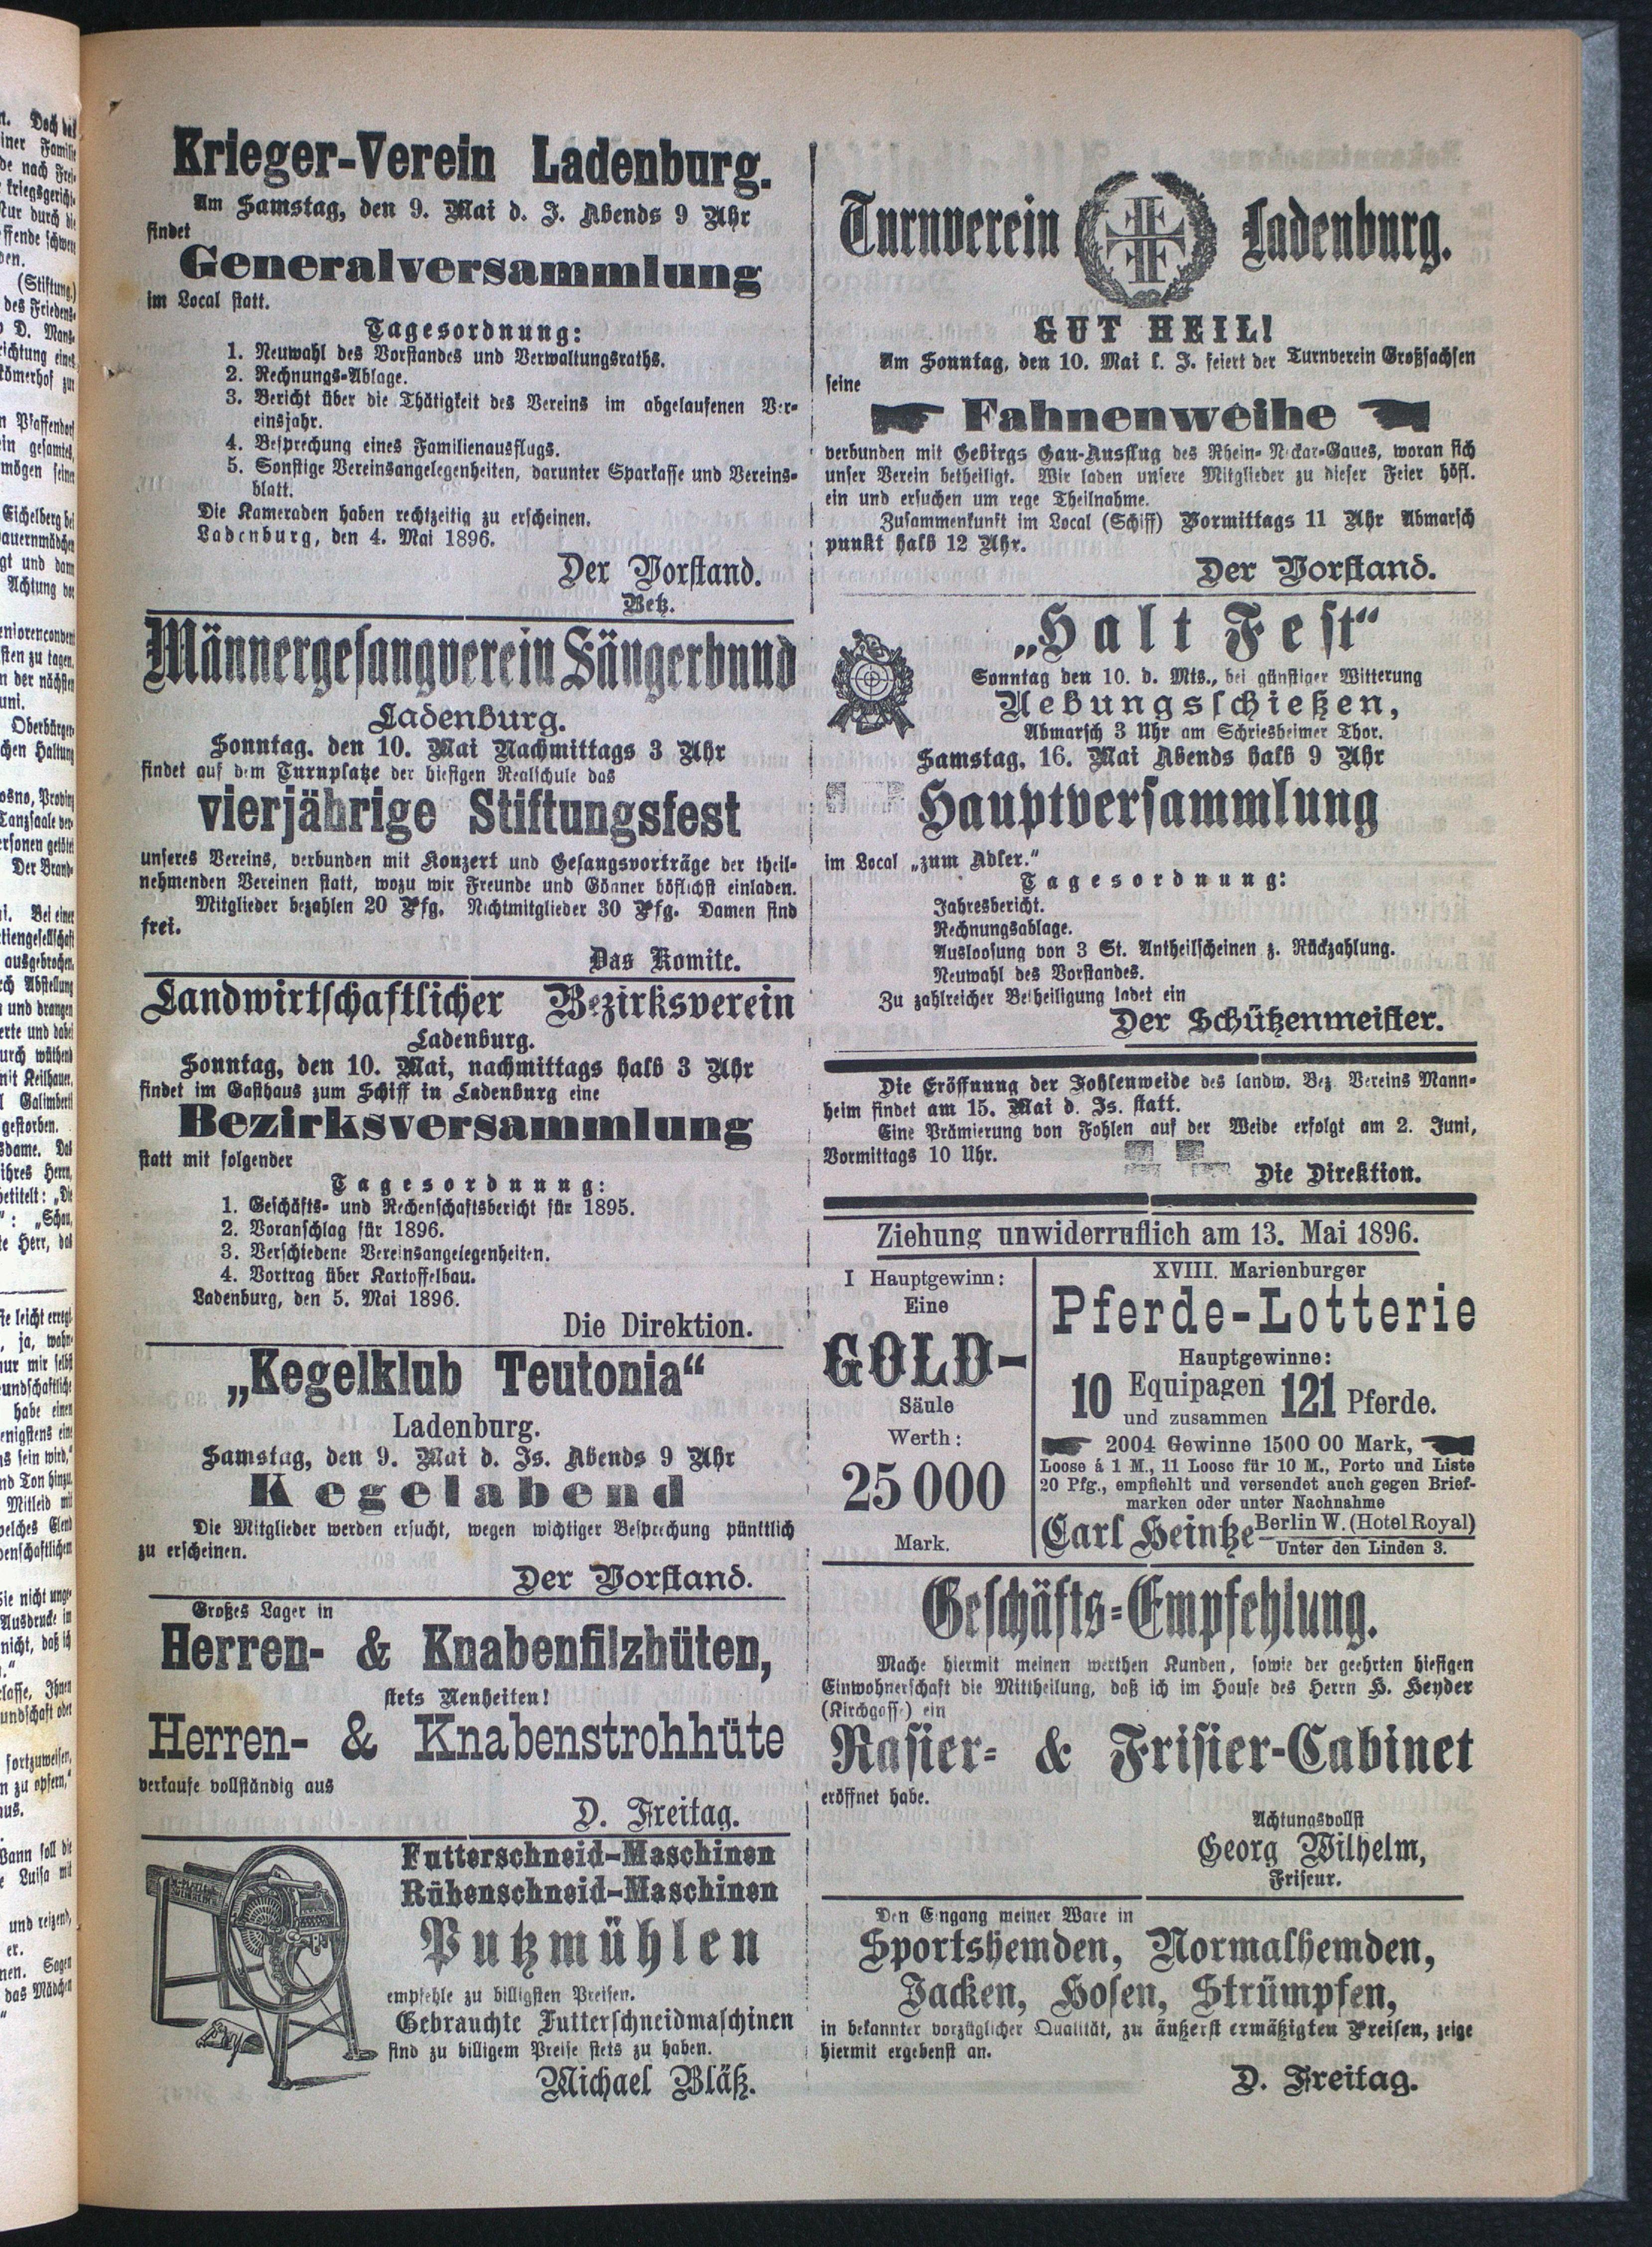 Krieger-Verein Ladenburg.
Am Samstag, den 9. Mai d. J. Abends 9 Uhr
findet
Generalversammlung
im Local statt.
Tagesordnung:
1. Neuwahl des Vorstandes und Verwaltungsraths.
2. Rechnungs-Ablage.
3. Bericht über die Thätigkeit des Vereins im abgelaufenen Ver-
einsjahr.
4. Besprechung eines Familienausflugs.
5. Sonstige Vereinsangelegenheiten, darunter Sparkasse und Vereins-
blatt.
Die Kameraden haben rechtzeitig zu erscheinen.
Ladenburg, den 4. Mai 1896.
Der Vorstand.
Betz.
Männergesangverein Sängerbund
Ladenburg.
Sonntag. den 10. Mai Nachmittags 3 Uhr
findet auf dem Turnplatze der hiesigen Realschule das
vierjährige Stiftungsfest
unseres Vereins, verbunden mit Konzert und Gesangsvorträge der theil-
nehmenden Vereinen statt, wozu wir Freunde und Gönner höflichst einladen.
Mitglieder bezahlen 20 Pfg. Nichtmitglieder 30 Pfg. Damen sind
frei.
Das Komite.
Landwirtschaftlicher Bezirksverein
Ladenburg.
Sonntag, den 10. Mai, nachmittags halb 3 Uhr
findet im Gasthaus zum Schiff in Ladenburg eine
Bezirksversammlung
statt mit folgender
Tagesordnung:
1. Geschäfts- und Rechenschaftsbericht für 1895.
2. Voranschlag für 1896.
3. Verschiedene Vereinsangelegenheiten.
4. Vortrag über Kartoffelbau.
Ladenburg, den 5. Mai 1896.
Die Direktion.
„Kegelklub Teutonia“
Ladenburg.
Samstag, den 9. Mai d. Js. Abends 9 Uhr
Kegelabend
Die Mitglieder werden ersucht, wegen wichtiger Besprechung pünktlich
zu erscheinen.
Der Vorstand.
Großes Lager in
Herren- & Knabenfilzhüten,
stets Neuheiten!
Herren- & Knabenstrohhüte
verkaufe vollständig aus
D. Freitag.
Futterschneid-Maschinen
Rübenschneid-Maschinen
Putzmühlen
empfehle zu billigsten Preisen.
Gebrauchte Futterschneidmaschinen
sind zu billigem Preise stets zu haben.
Michael Bläß.
Turnverein Ladenburg.
GUT HEIL!
Am Sonntag, den 10. Mai l. J. feiert der Turnverein Großsachsen
seine
Fahnenweihe
verbunden mit Gebirgs Gau-Ausflug des Rhein-Neckar-Gaues, woran sich
unser Verein betheiligt. Wir laden unsere Mitglieder zu dieser Feier höfl.
ein und ersuchen um rege Theilnahme.
Zusammenkunft im Local (Schiff) Vormittags 11 Uhr Abmarsch
punkt halb 12 Uhr.
Der Vorstand.
„Halt Fest“
Sonntag den 10. d. Mts., bei günstiger Witterung
Uebungsschießen,
Abmarsch 3 Uhr am Schriesheimer Thor.
Samstag, 16. Mai Abends halb 9 Uhr
Hauptversammlung
im Local „zum Adler.“
Tagesordnung:
Jahresbericht.
Rechnungsablage.
Ausloosung von 3 St. Antheilscheinen z. Rückzahlung.
Neuwahl des Vorstandes.
Zu zahlreicher Betheiligung ladet ein
Der Schützenmeister.
Die Eröffnung der Fohlenweide des landw. Bez Vereins Mann-
heim findet am 15. Mai d. Js. statt.
Eine Prämierung von Fohlen auf der Weide erfolgt am 2. Juni,
Vormittags 10 Uhr.
Die Direktion.
Ziehung unwiderruflich am 13. Mai 1896.
I Hauptgewinn:
Eine
GOLD-
Säule
Werth:
25 000
Mark.
XVIII. Marienburger
Pferde-Lotterie
Hauptgewinne:
10 Equipagen und zusammen 121 Pferde.
2004 Gewinne 1500 00 Mark,
Loose á 1 M., 11 Loose für 10 M., Porto und Liste
20 Pfg., empfiehlt und versendet auch gegen Brief-
marken oder unter Nachnahme
Carl Heintze Berlin W. (Hotel Royal)
Unter den Linden 3.
Geschäfts-Empfehlung.
Mache hiermit meinen werthen Kunden, sowie der geehrten hiesigen
Einwohnerschaft die Mittheilung, daß ich im Hause des Herrn H. Heyder
(Kirchgasse) ein
Rasier- & Frisier-Cabinet
eröffnet habe.
Achtungsvollst
Georg Wilhelm,
Friseur.
Den Eingang meiner Ware in
Sportshemden, Normalhemden,
Jacken, Hosen, Strümpfen,
in bekannter vorzüglicher Qualität, zu äußerst ermäßigten Preisen, zeige
hiermit ergebenst an.
D. Freitag.